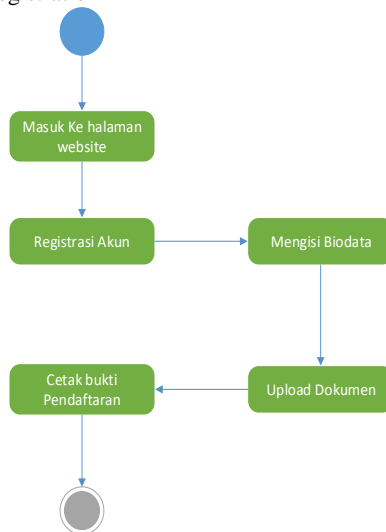 Masuk Ke halaman
website
Registrasi Akun
Mengisi Biodata
Cetak bukti
Pendaftaran
Upload Dokumen